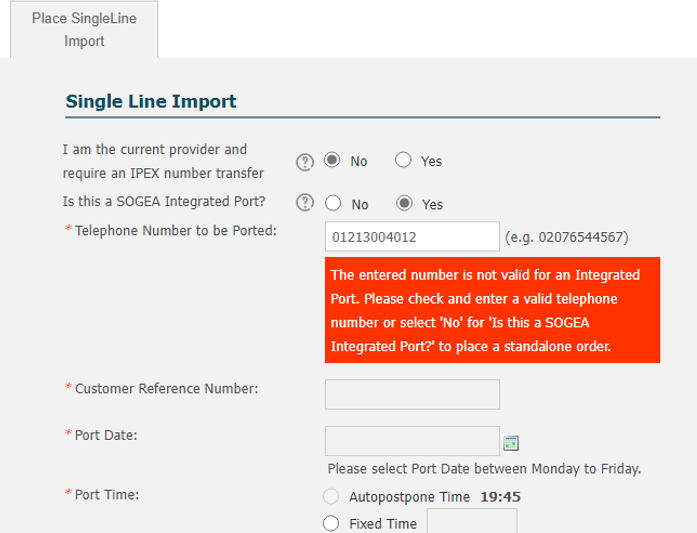 Place SingleLine
Import
Single Line Import
I am the current provider and
require an IPEX number transfer
? No Yes
Is this a SOGEA Integrated Port? ? No Yes
* Telephone Number to be Ported: 01213004012 (e.g. 02076544567)
The entered number is not valid for an Integrated
Port. Please check and enter a valid telephone
number or select 'No' for 'Is this a SOGEA
Integrated Port?' to place a standalone order.
* Customer Reference Number:
* Port Date:
Please select Port Date between Monday to Friday.
* Port Time: Autopostpone Time 19:45
Fixed Time